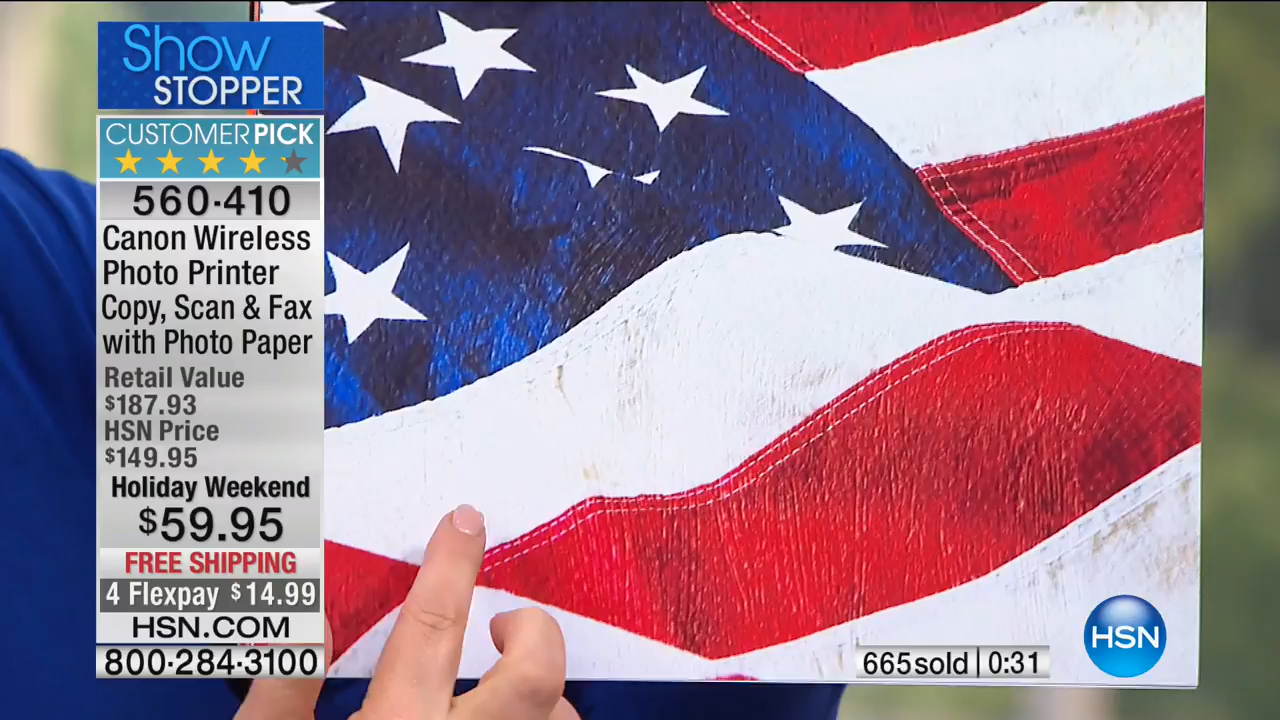 Show
STOPPER
CUSTOMER PICK
560·410
Canon Wireless
Photo Printer
Copy, Scan & Fax
with Photo Paper
Retail Value
$187.93
HSN Price
$149.95
Holiday Weekend
$59.95
FREE SHIPPING
4 Flexpay $14.99
HSN.COM
800·284·3100
665 sold | 0:31
HSN